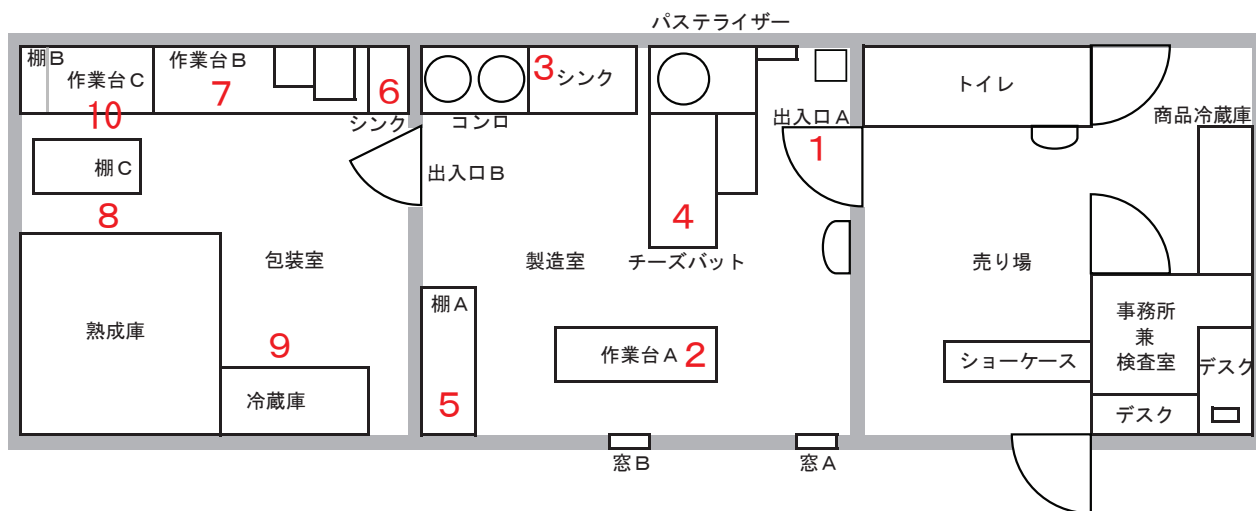 パステライザー
棚B
作業台C
10
作業台B
7
6
シンク
コンロ
3
シンク
出入口A
1
トイレ
商品冷蔵庫
棚C
8
出入口B
4
チーズバット
包装室
製造室
売り場
熟成庫
9
冷蔵庫
棚A
5
作業台A
2
ショーケース
事務所
兼
検査室
デスク
デスク
窓B
窓A